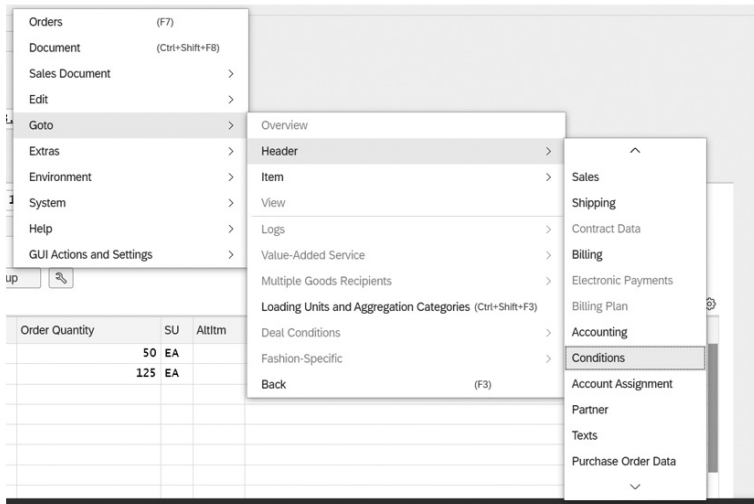 Orders (F7)
Document (Ctrl+Shift+F8)
Sales Document
Edit
Goto
Extras
Environment
System
Help
GUI Actions and Settings
Overview
Header
Item
View
Logs
Value-Added Service
Multiple Goods Recipients
Loading Units and Aggregation Categories (Ctrl+Shift+F3)
Deal Conditions
Fashion-Specific
Back (F3)
Sales
Shipping
Contract Data
Billing
Electronic Payments
Billing Plan
Accounting
Conditions
Account Assignment
Partner
Texts
Purchase Order Data
up
Order Quantity SU AltItm
50 EA
125 EA